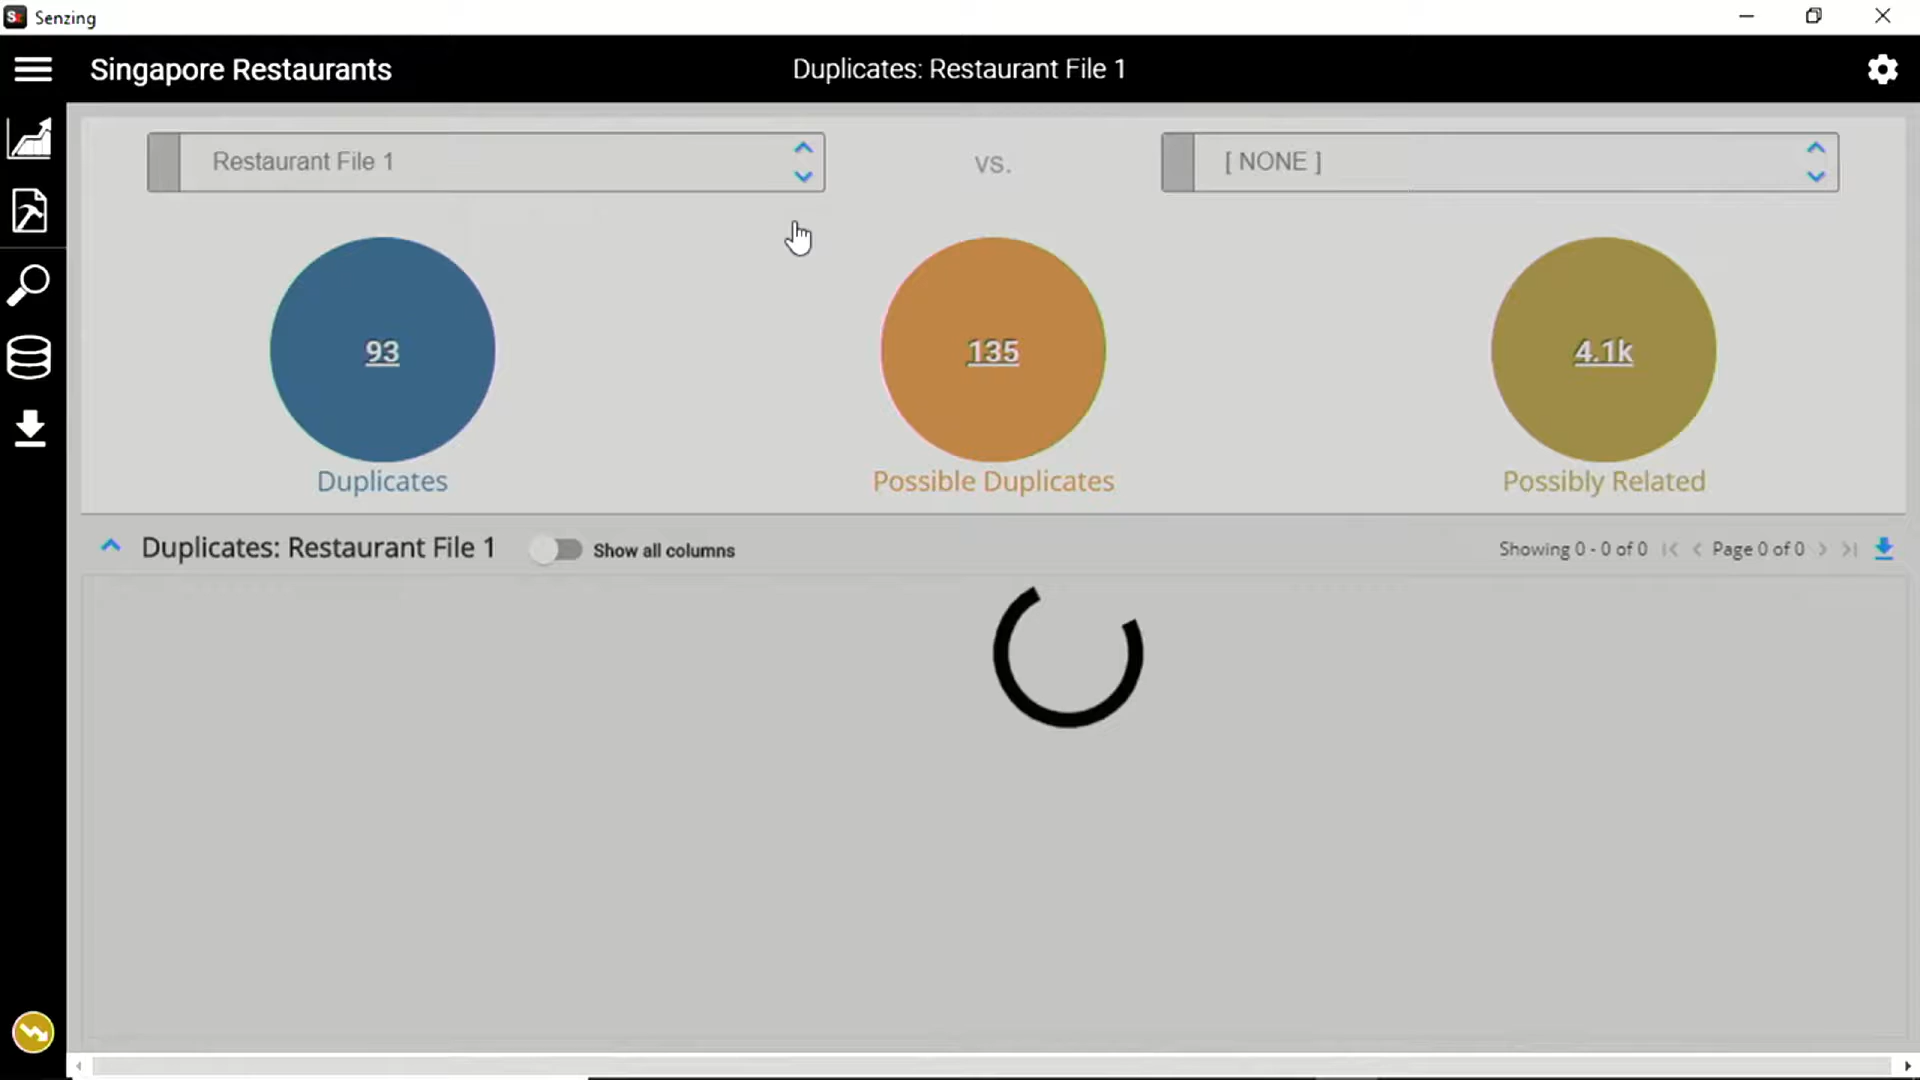 Senzing
Singapore Restaurants
Duplicates: Restaurant File 1
Restaurant File 1
vs.
[ NONE ]
93
135
4.1k
Duplicates
Possible Duplicates
Possibly Related
Duplicates: Restaurant File 1
Show all columns
Showing 0 - 0 of 0
Page 0 of 0